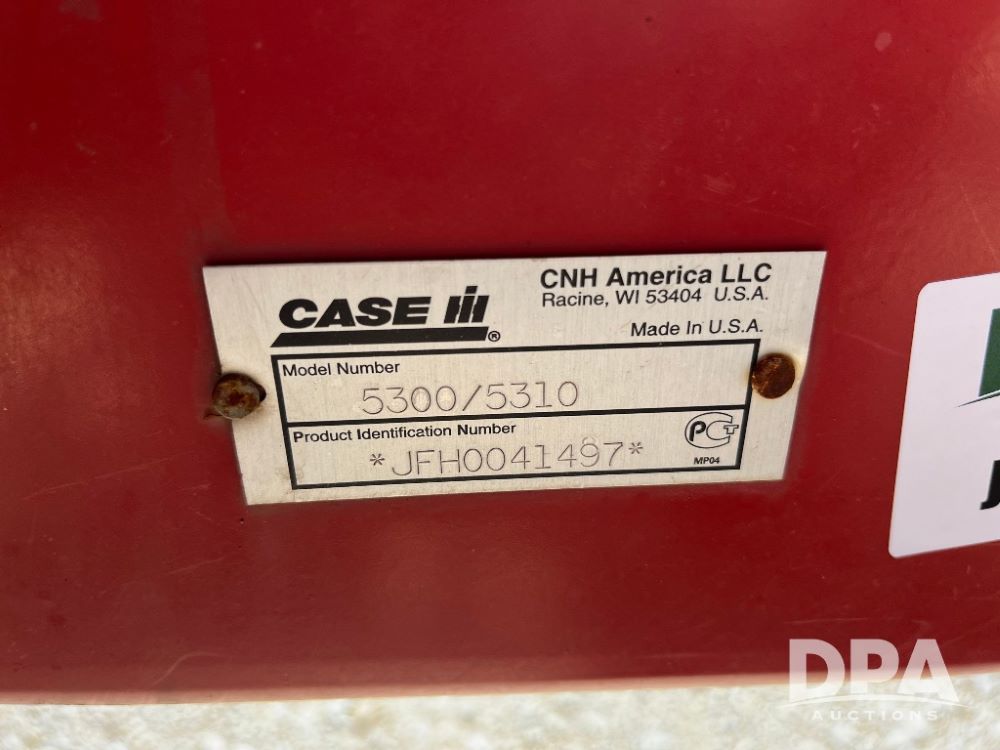 CASE IH®
CNH America LLC
Racine, WI 53404 U.S.A.
Made In U.S.A.
Model Number
5300/5310
Product Identification Number
*JFH0041497*
PCT
MP04
J
DPA
AUCTIONS